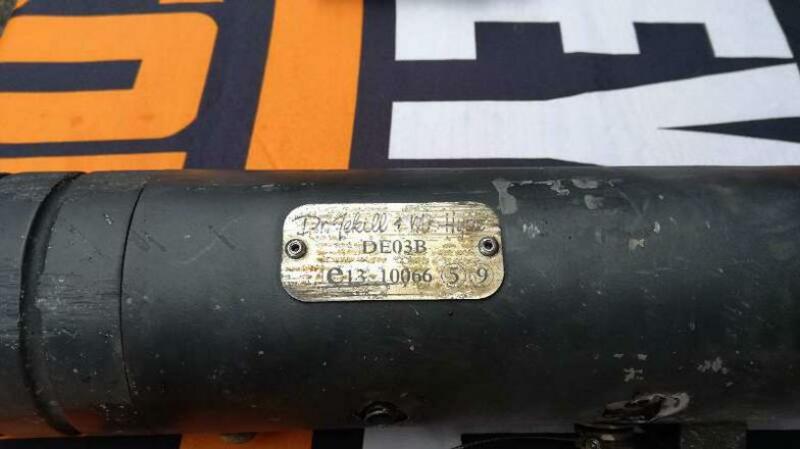 Dr. Jekill & Mr. Hyde
DE03B
e13 10066 5 9